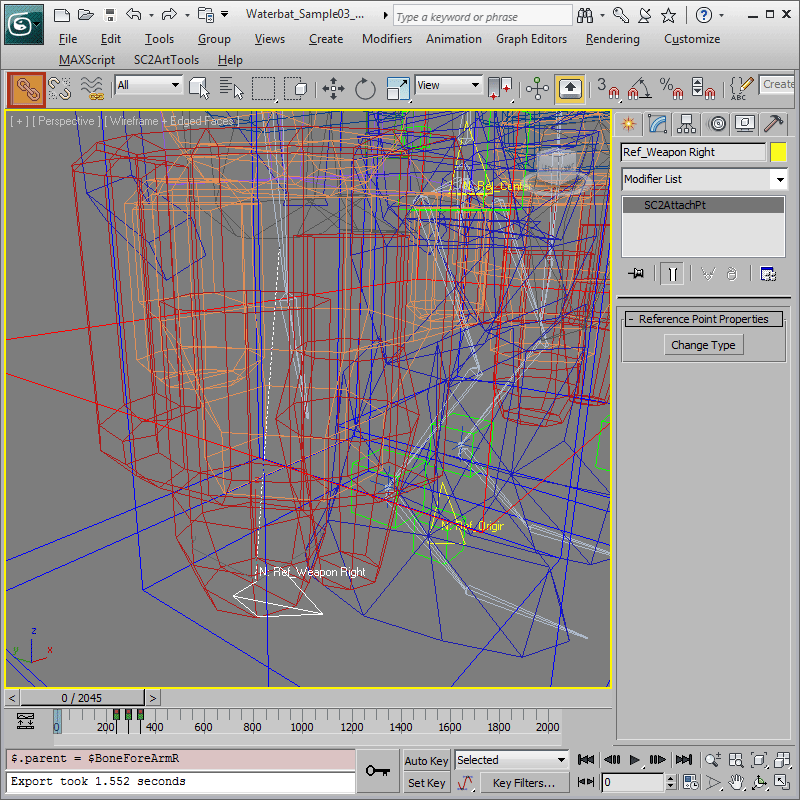 Waterbat_Sample03_...
Type a keyword or phrase
File Edit Tools Group Views Create Modifiers Animation Graph Editors Rendering Customize
MAXScript SC2ArtTools Help
All
View
3
%
ABC
Create
[ + ] [ Perspective ] [ Wireframe + Edged Faces ]
Ref_Weapon Right
Modifier List
SC2AttachPt
- Reference Point Properties
Change Type
N: Ref_Center
N: Ref_Origin
N: Ref_Weapon Right
z
x
y
< 0 / 2045 >
0 200 400 600 800 1000 1200 1400 1600 1800 2000
$.parent = $BoneForeArmR
Export took 1.552 seconds
Auto Key
Selected
Set Key
Key Filters...
0